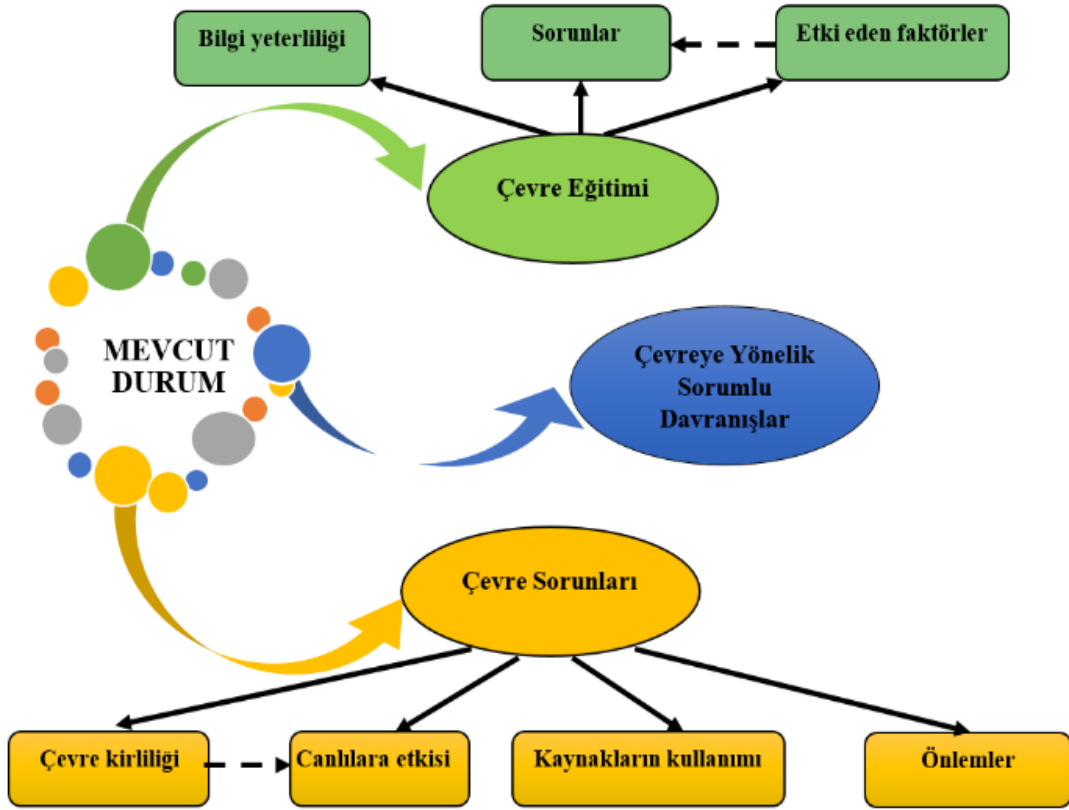 Bilgi yeterliliği
Sorunlar
Etki eden faktörler
Çevre Eğitimi
MEVCUT
DURUM
Çevreye Yönelik
Sorumlu
Davranışlar
Çevre Sorunları
Çevre kirliliği
Canlılara etkisi
Kaynakların kullanımı
Önlemler